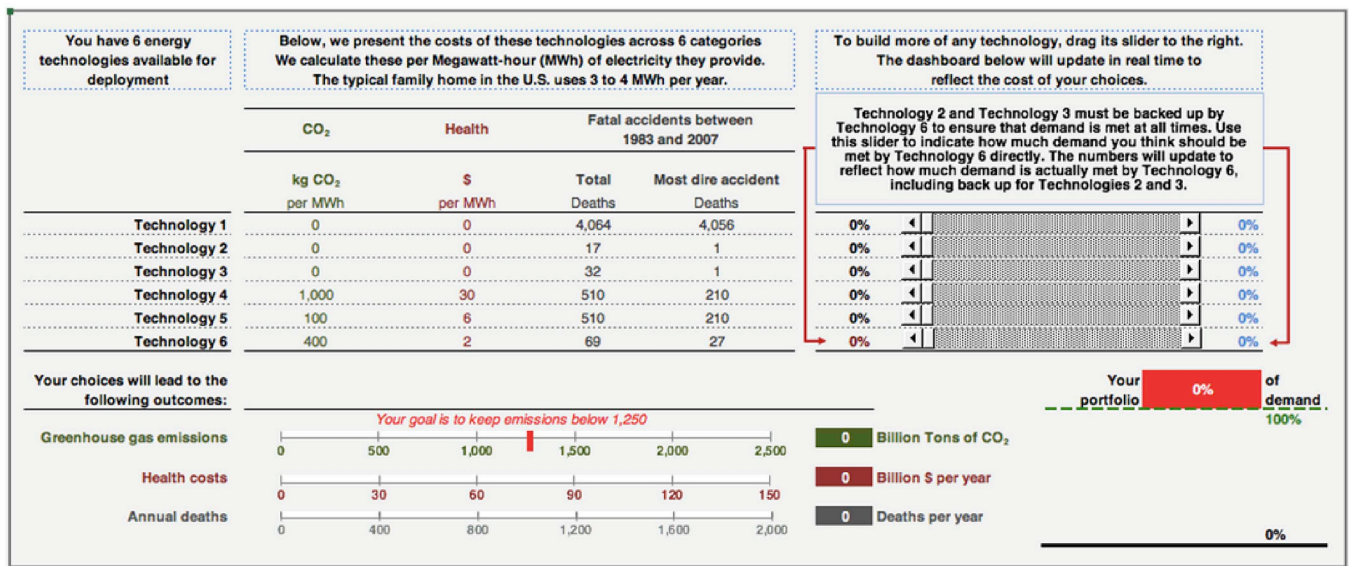 You have 6 energy
technologies available for
deployment
Below, we present the costs of these technologies across 6 categories
We calculate these per Megawatt-hour (MWh) of electricity they provide.
The typical family home in the U.S. uses 3 to 4 MWh per year.
To build more of any technology, drag its slider to the right.
The dashboard below will update in real time to
reflect the cost of your choices.
Technology 2 and Technology 3 must be backed up by
Technology 6 to ensure that demand is met at all times. Use
this slider to indicate how much demand you think should be
met by Technology 6 directly. The numbers will update to
reflect how much demand is actually met by Technology 6,
including back up for Technologies 2 and 3.
CO₂ Health Fatal accidents between
1983 and 2007
kg CO₂ $ Total Most dire accident
per MWh per MWh Deaths Deaths
Technology 1 0 0 4,064 4,056 0% 0%
Technology 2 0 0 17 1 0% 0%
Technology 3 0 0 32 1 0% 0%
Technology 4 1,000 30 510 210 0% 0%
Technology 5 100 6 510 210 0% 0%
Technology 6 400 2 69 27 0% 0%
Your choices will lead to the
following outcomes:
Your
portfolio
0%
of
demand
100%
Your goal is to keep emissions below 1,250
Greenhouse gas emissions
0 500 1,000 1,500 2,000 2,500
0 Billion Tons of CO₂
Health costs
0 30 60 90 120 150
0 Billion $ per year
Annual deaths
0 400 800 1,200 1,600 2,000
0 Deaths per year
0%